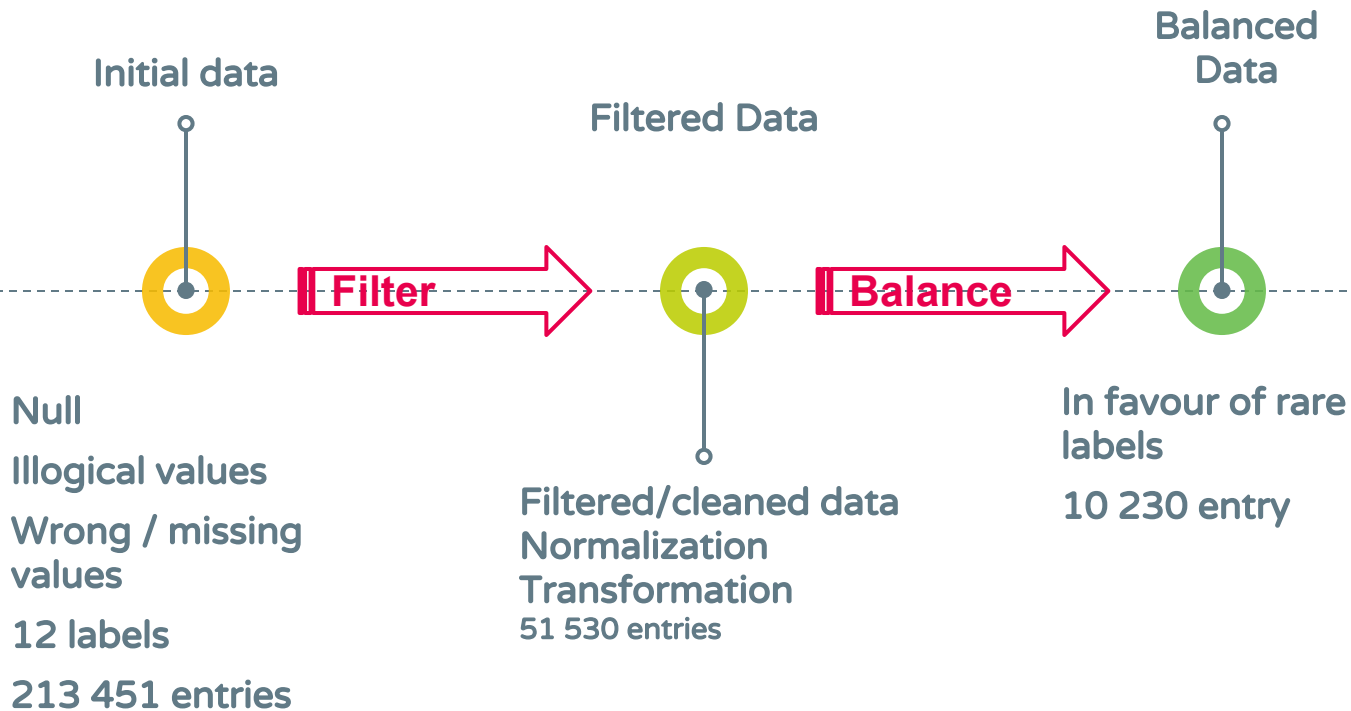 Initial data
Filtered Data
Balanced
Data
Filter
Balance
Null
Illogical values
Wrong / missing
values
12 labels
213 451 entries
Filtered/cleaned data
Normalization
Transformation
51 530 entries
In favour of rare
labels
10 230 entry